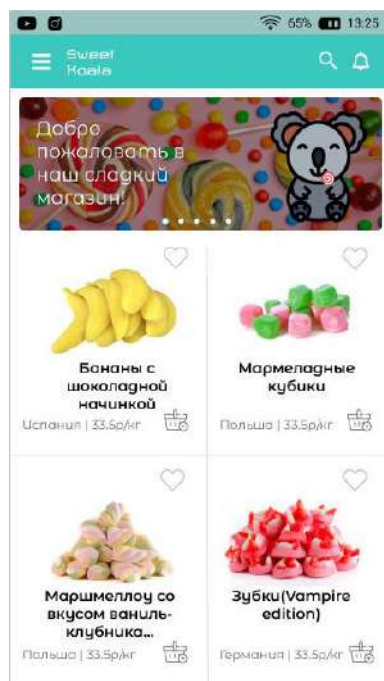 65% 13:25
Sweet
Koala
Добро
пожаловать в
наш сладкий
магазин!
Бананы с
шоколадной
начинкой
Испания | 33.5р/кг
Мармеладные
кубики
Польша | 33.5р/кг
Маршмеллоу со
вкусом ваниль-
клубника...
Польша | 33.5р/кг
Зубки(Vampire
edition)
Германия | 33.5р/кг